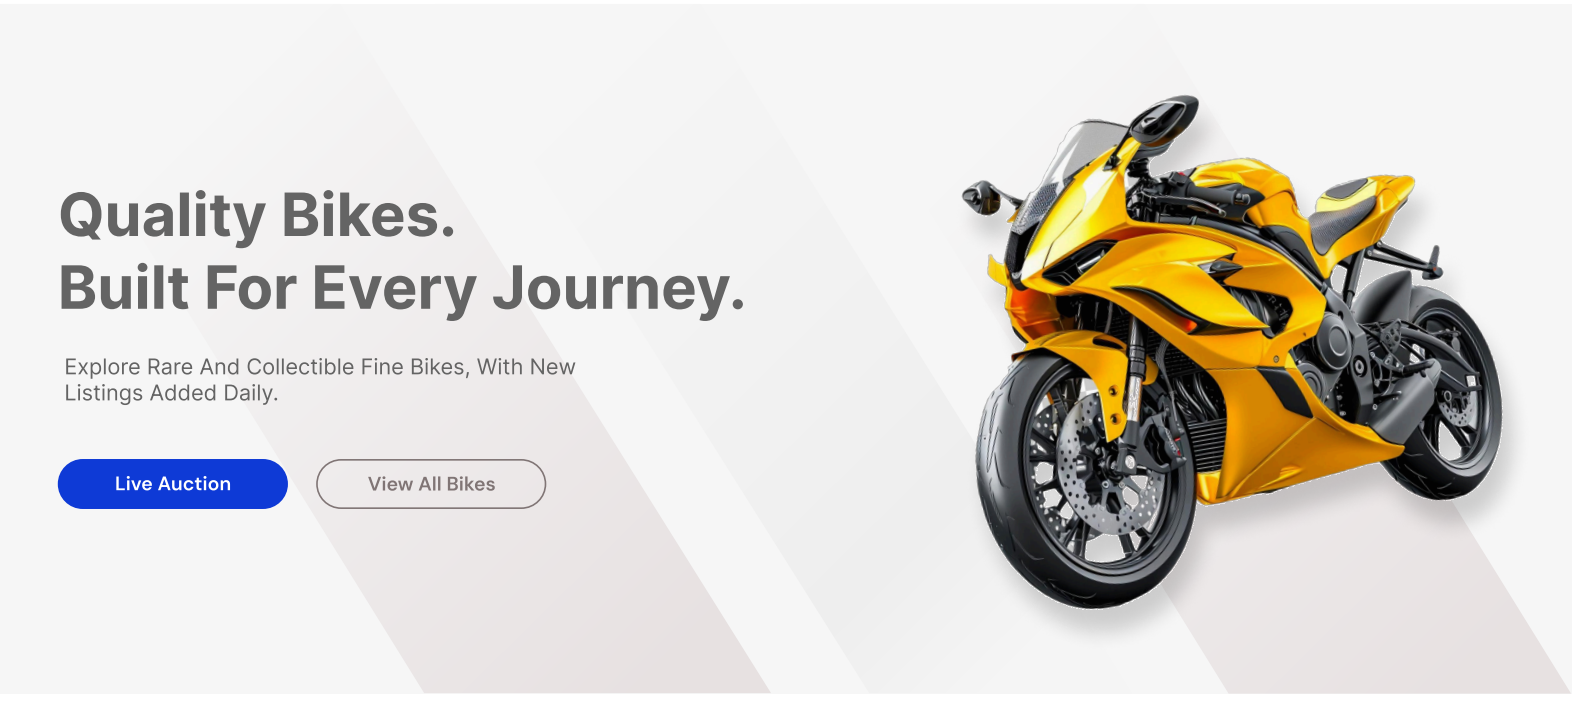 Quality Bikes.
Built For Every Journey.
Explore Rare And Collectible Fine Bikes, With New
Listings Added Daily.
Live Auction
View All Bikes